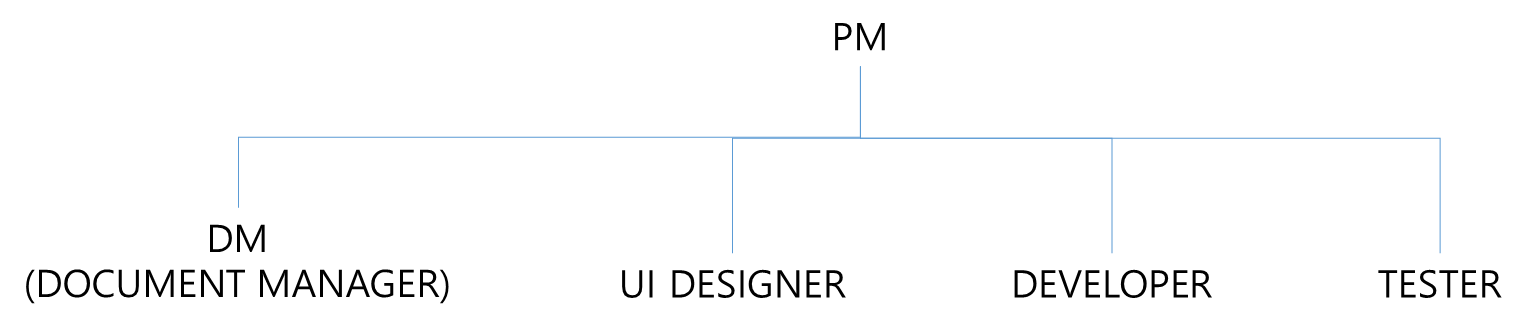 PM
DM
(DOCUMENT MANAGER)
UI DESIGNER
DEVELOPER
TESTER